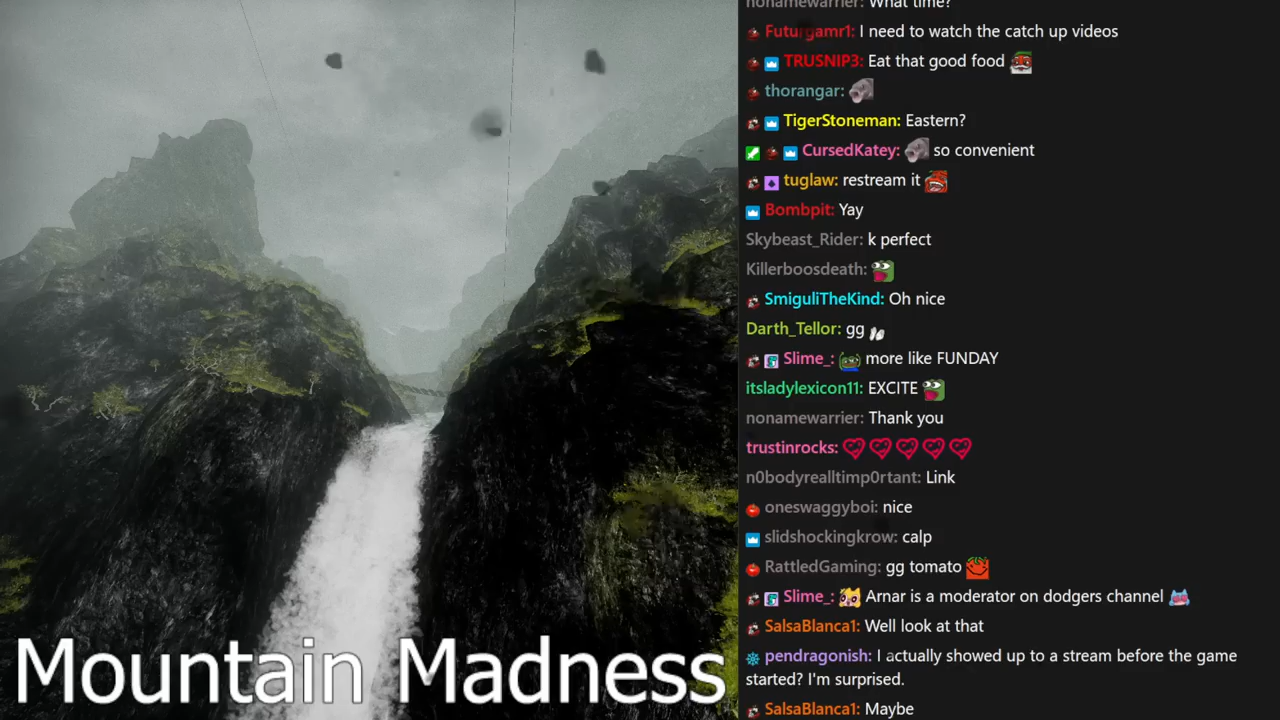 nonamewarrier: What time?
Futurgamr1: I need to watch the catch up videos
TRUSNIP3: Eat that good food
thorangar:
TigerStoneman: Eastern?
CursedKatey: so convenient
tuglaw: restream it
Bombpit: Yay
Skybeast_Rider: k perfect
Killerboosdeath:
SmiguliTheKind: Oh nice
Darth_Tellor: gg
Slime_: more like FUNDAY
itsladylexicon11: EXCITE
nonamewarrier: Thank you
trustinrocks:
n0bodyrealltimp0rtant: Link
oneswaggyboi: nice
slidshockingkrow: calp
RattledGaming: gg tomato
Slime_: Arnar is a moderator on dodgers channel
SalsaBlanca1: Well look at that
pendragonish: I actually showed up to a stream before the game
started? I'm surprised.
SalsaBlanca1: Maybe
Mountain Madness